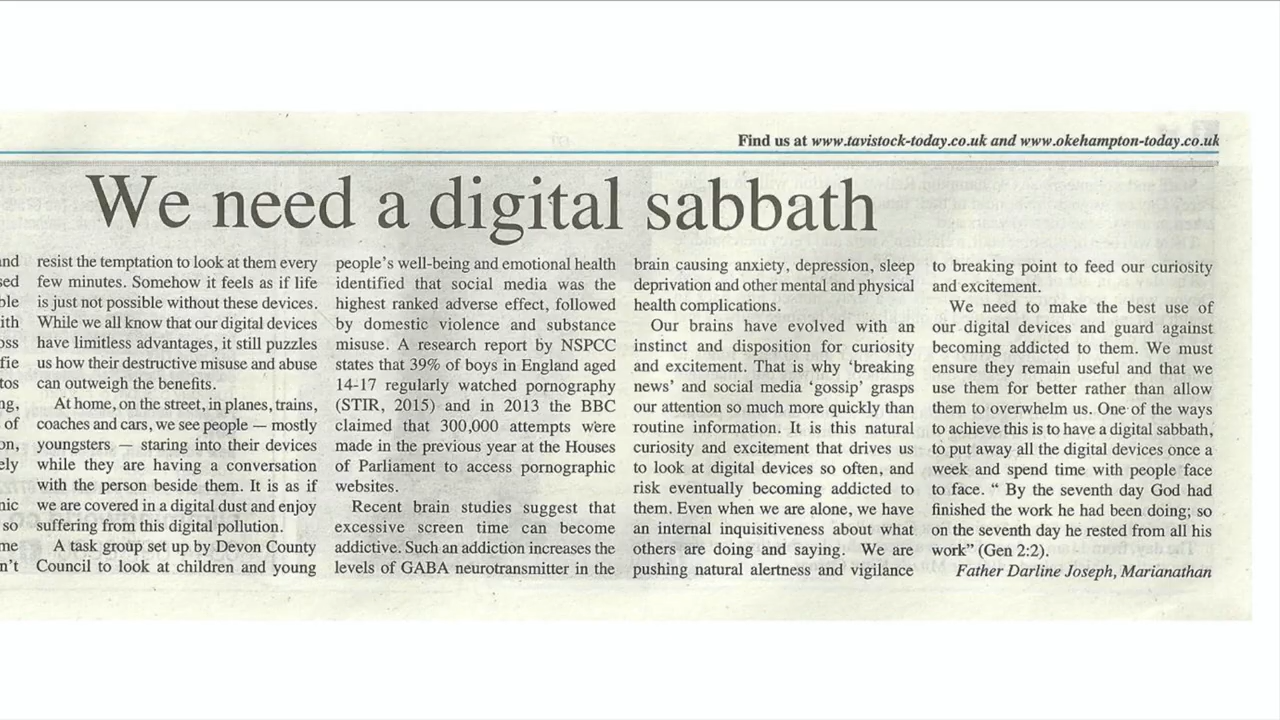 Find us at www.tavistock-today.co.uk and www.okehampton-today.co.uk
We need a digital sabbath
and
sed
ble
ith
oss
fie
tos
ng,
of
on,
ely
nic
so
me
n't
resist the temptation to look at them every
few minutes. Somehow it feels as if life
is just not possible without these devices.
While we all know that our digital devices
have limitless advantages, it still puzzles
us how their destructive misuse and abuse
can outweigh the benefits.
At home, on the street, in planes, trains,
coaches and cars, we see people — mostly
youngsters — staring into their devices
while they are having a conversation
with the person beside them. It is as if
we are covered in a digital dust and enjoy
suffering from this digital pollution.
A task group set up by Devon County
Council to look at children and young
people's well-being and emotional health
identified that social media was the
highest ranked adverse effect, followed
by domestic violence and substance
misuse. A research report by NSPCC
states that 39% of boys in England aged
14-17 regularly watched pornography
(STIR, 2015) and in 2013 the BBC
claimed that 300,000 attempts were
made in the previous year at the Houses
of Parliament to access pornographic
websites.
Recent brain studies suggest that
excessive screen time can become
addictive. Such an addiction increases the
levels of GABA neurotransmitter in the
brain causing anxiety, depression, sleep
deprivation and other mental and physical
health complications.
Our brains have evolved with an
instinct and disposition for curiosity
and excitement. That is why 'breaking
news' and social media 'gossip' grasps
our attention so much more quickly than
routine information. It is this natural
curiosity and excitement that drives us
to look at digital devices so often, and
risk eventually becoming addicted to
them. Even when we are alone, we have
an internal inquisitiveness about what
others are doing and saying. We are
pushing natural alertness and vigilance
to breaking point to feed our curiosity
and excitement.
We need to make the best use of
our digital devices and guard against
becoming addicted to them. We must
ensure they remain useful and that we
use them for better rather than allow
them to overwhelm us. One of the ways
to achieve this is to have a digital sabbath,
to put away all the digital devices once a
week and spend time with people face
to face. “ By the seventh day God had
finished the work he had been doing; so
on the seventh day he rested from all his
work” (Gen 2:2).
Father Darline Joseph, Marianathan